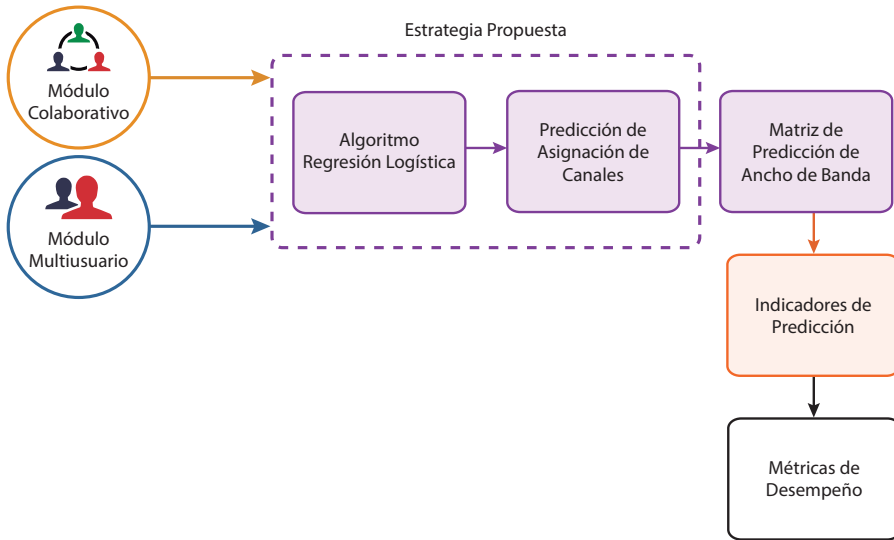 Estrategia Propuesta
Módulo
Colaborativo
Algoritmo
Regresión Logística
Predicción de
Asignación de
Canales
Matriz de
Predicción de
Ancho de Banda
Módulo
Multiusuario
Indicadores de
Predicción
Métricas de
Desempeño